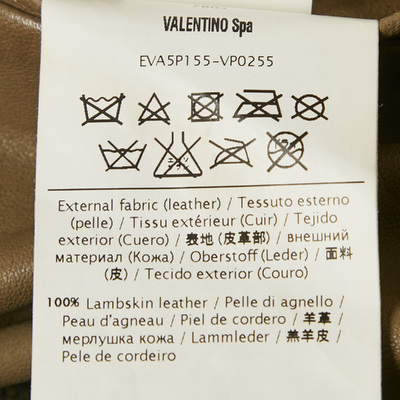 VALENTINO Spa
EVA5P155-VP0255
External fabric (leather) / Tessuto esterno
(pelle) / Tissu extérieur (Cuir) / Tejido
exterior (Cuero) / 表地 (皮革部) / внешний
материал (Кожа) / Oberstoff (Leder) / 面料
(皮) / Tecido exterior (Couro)
100% Lambskin leather / Pelle di agnello /
Peau d'agneau / Piel de cordero / 羊革 /
мерлушка кожа / Lammleder / 羔羊皮 /
Pele de cordeiro